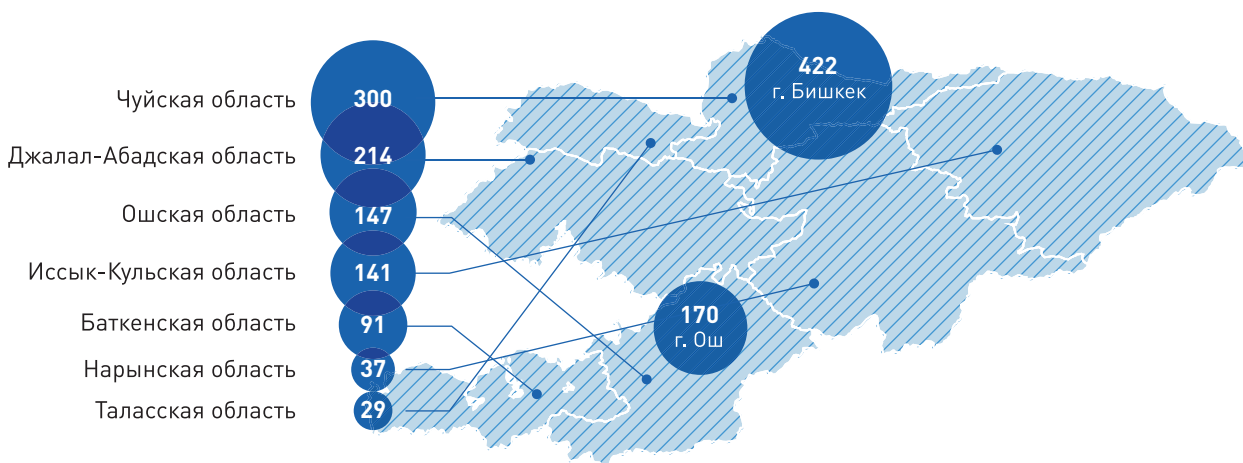 Чуйская область 300
Джалал-Абадская область 214
Ошская область 147
Иссык-Кульская область 141
Баткенская область 91
Нарынская область 37
Таласская область 29
422
г. Бишкек
170
г. Ош